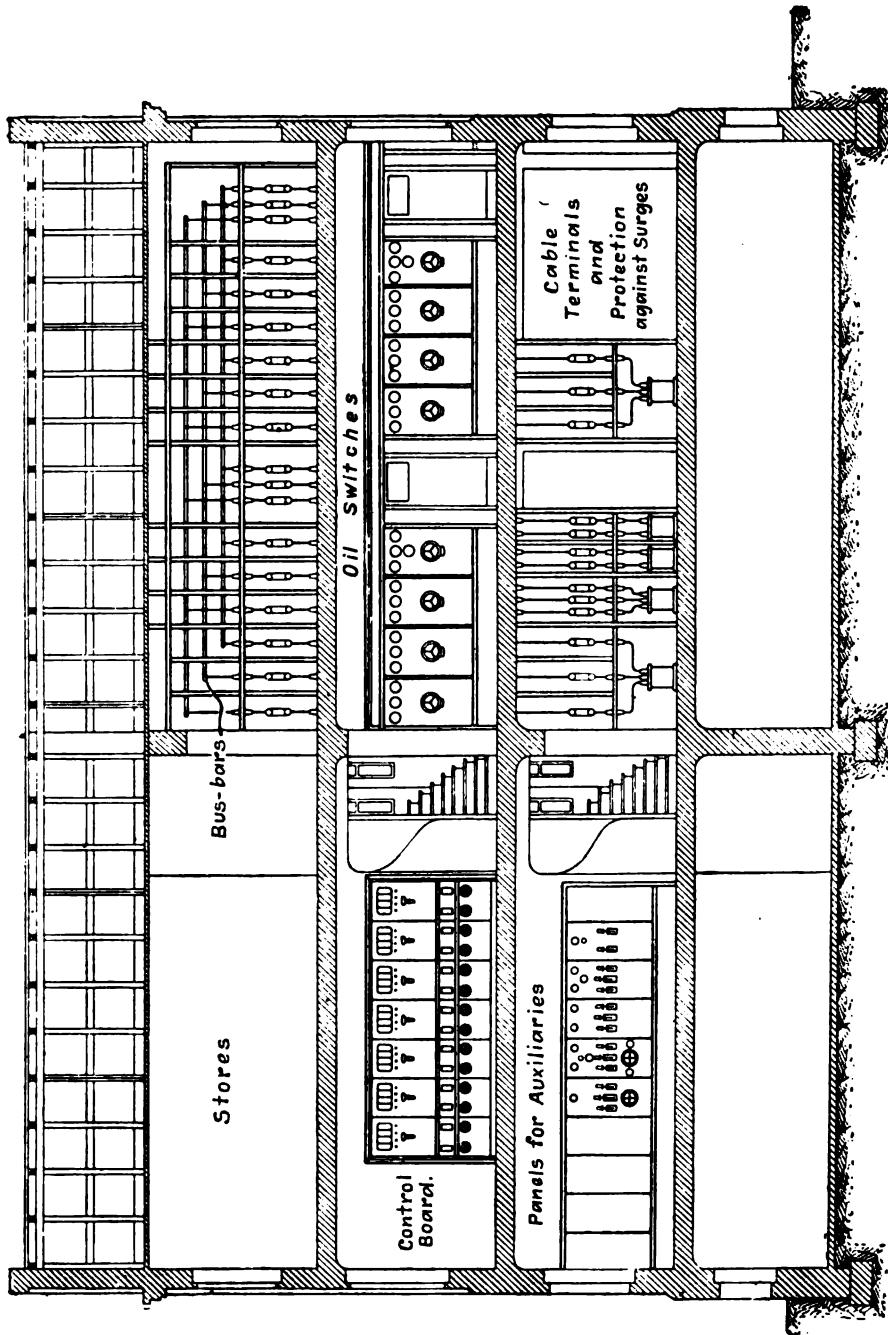 Stores
Bus-bars
Control
Board.
Oil Switches
Panels for Auxiliaries
Cable
Terminals
and
Protection
against Surges